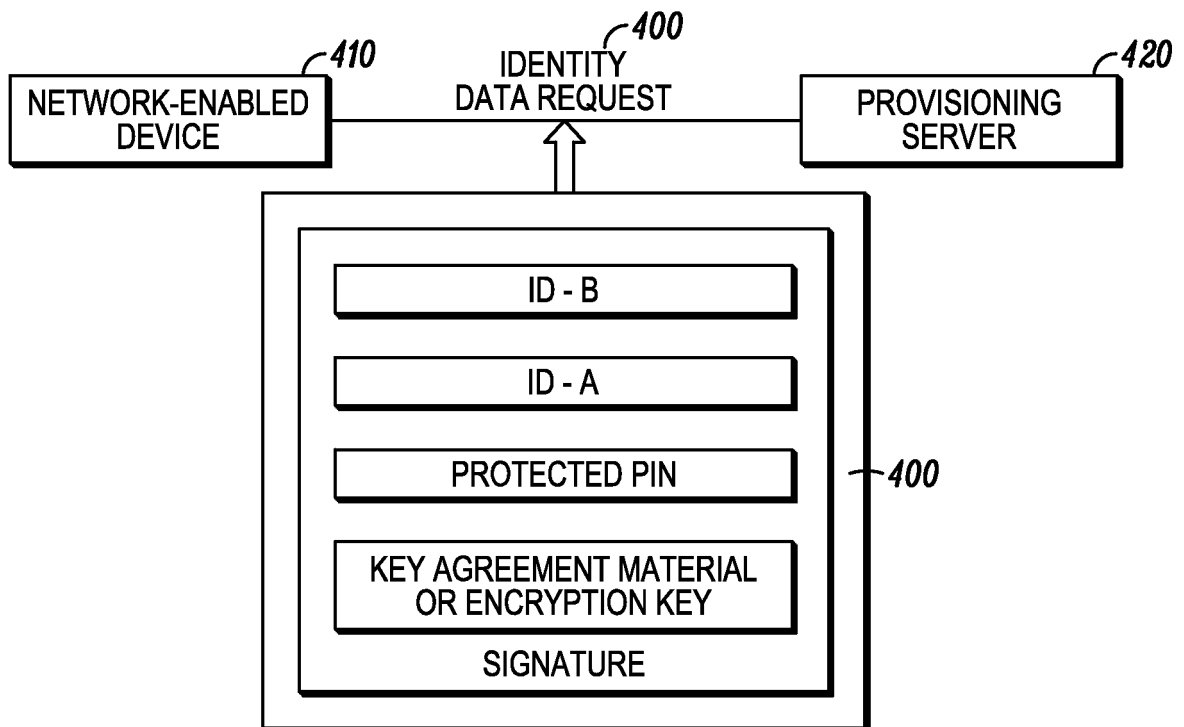 410
NETWORK-ENABLED
DEVICE
400
IDENTITY
DATA REQUEST
420
PROVISIONING
SERVER
ID - B
ID - A
PROTECTED PIN
400
KEY AGREEMENT MATERIAL
OR ENCRYPTION KEY
SIGNATURE